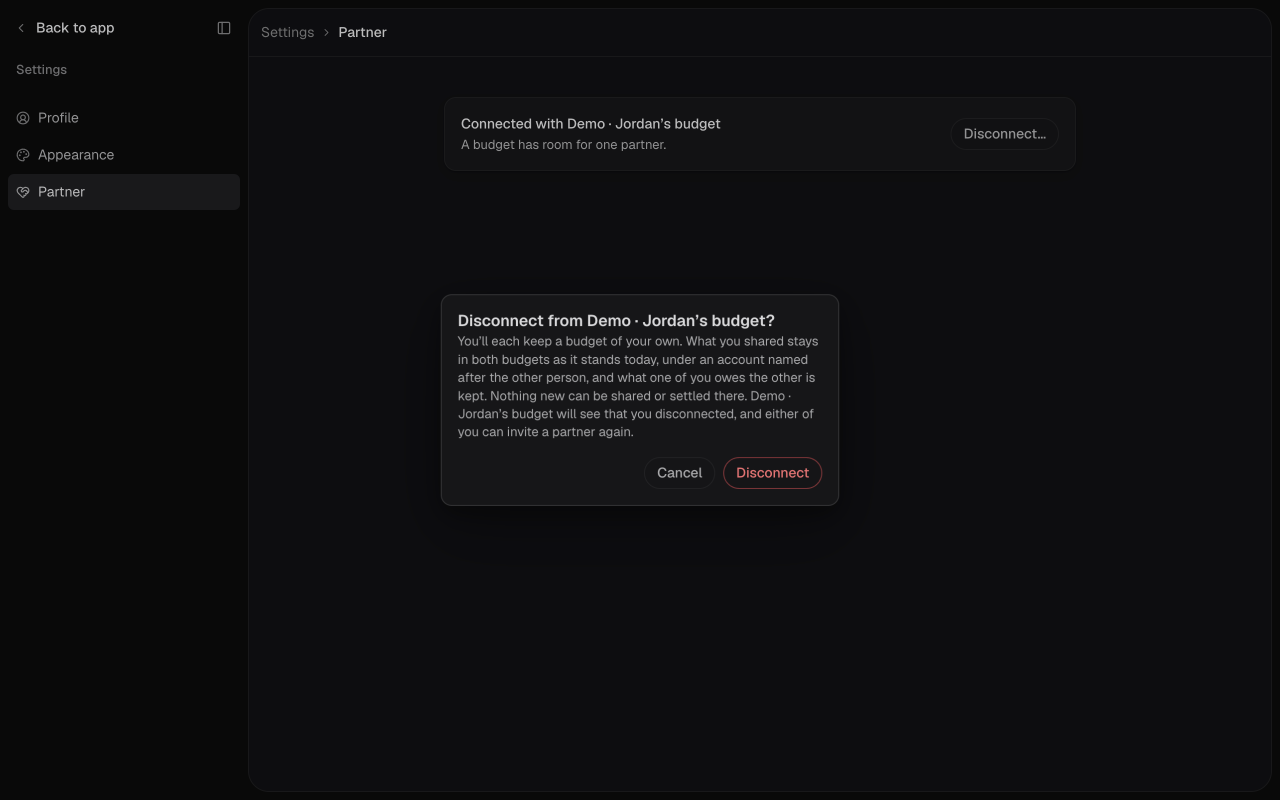 Back to app
Settings
Profile
Appearance
Partner
Settings › Partner
Connected with Demo · Jordan’s budget
A budget has room for one partner.
Disconnect…
Disconnect from Demo · Jordan’s budget?
You’ll each keep a budget of your own. What you shared stays
in both budgets as it stands today, under an account named
after the other person, and what one of you owes the other is
kept. Nothing new can be shared or settled there. Demo ·
Jordan’s budget will see that you disconnected, and either of
you can invite a partner again.
Cancel
Disconnect